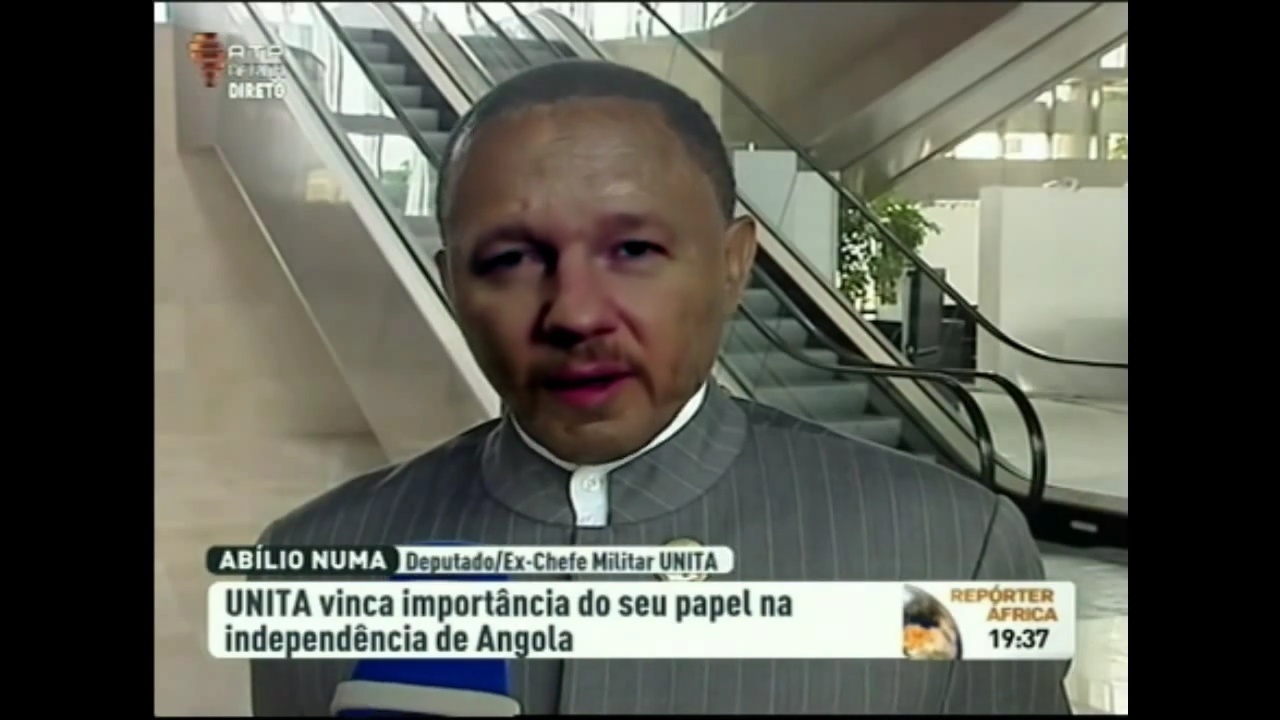 DIRETO
ABÍLIO NUMA
Deputado/Ex-Chefe Militar UNITA
UNITA vinca importância do seu papel na
independência de Angola
REPÓRTER
ÁFRICA
19:37